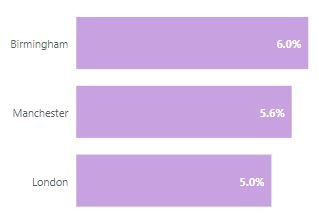 Birmingham 6.0%
Manchester 5.6%
London 5.0%